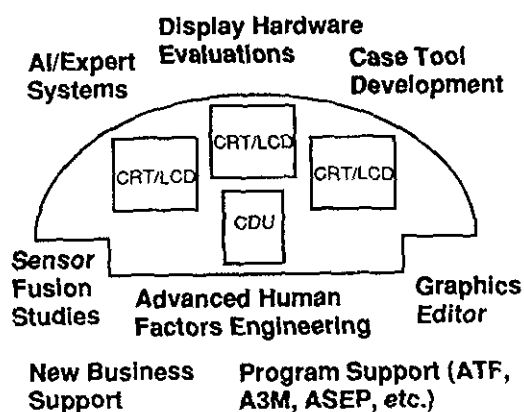 Display Hardware
Evaluations
AI/Expert
Systems
Case Tool
Development
CRT/LCD
CRT/LCD
CRT/LCD
CDU
Sensor
Fusion
Studies
Advanced Human
Factors Engineering
Graphics
Editor
New Business
Support
Program Support (ATF,
A3M, ASEP, etc.)